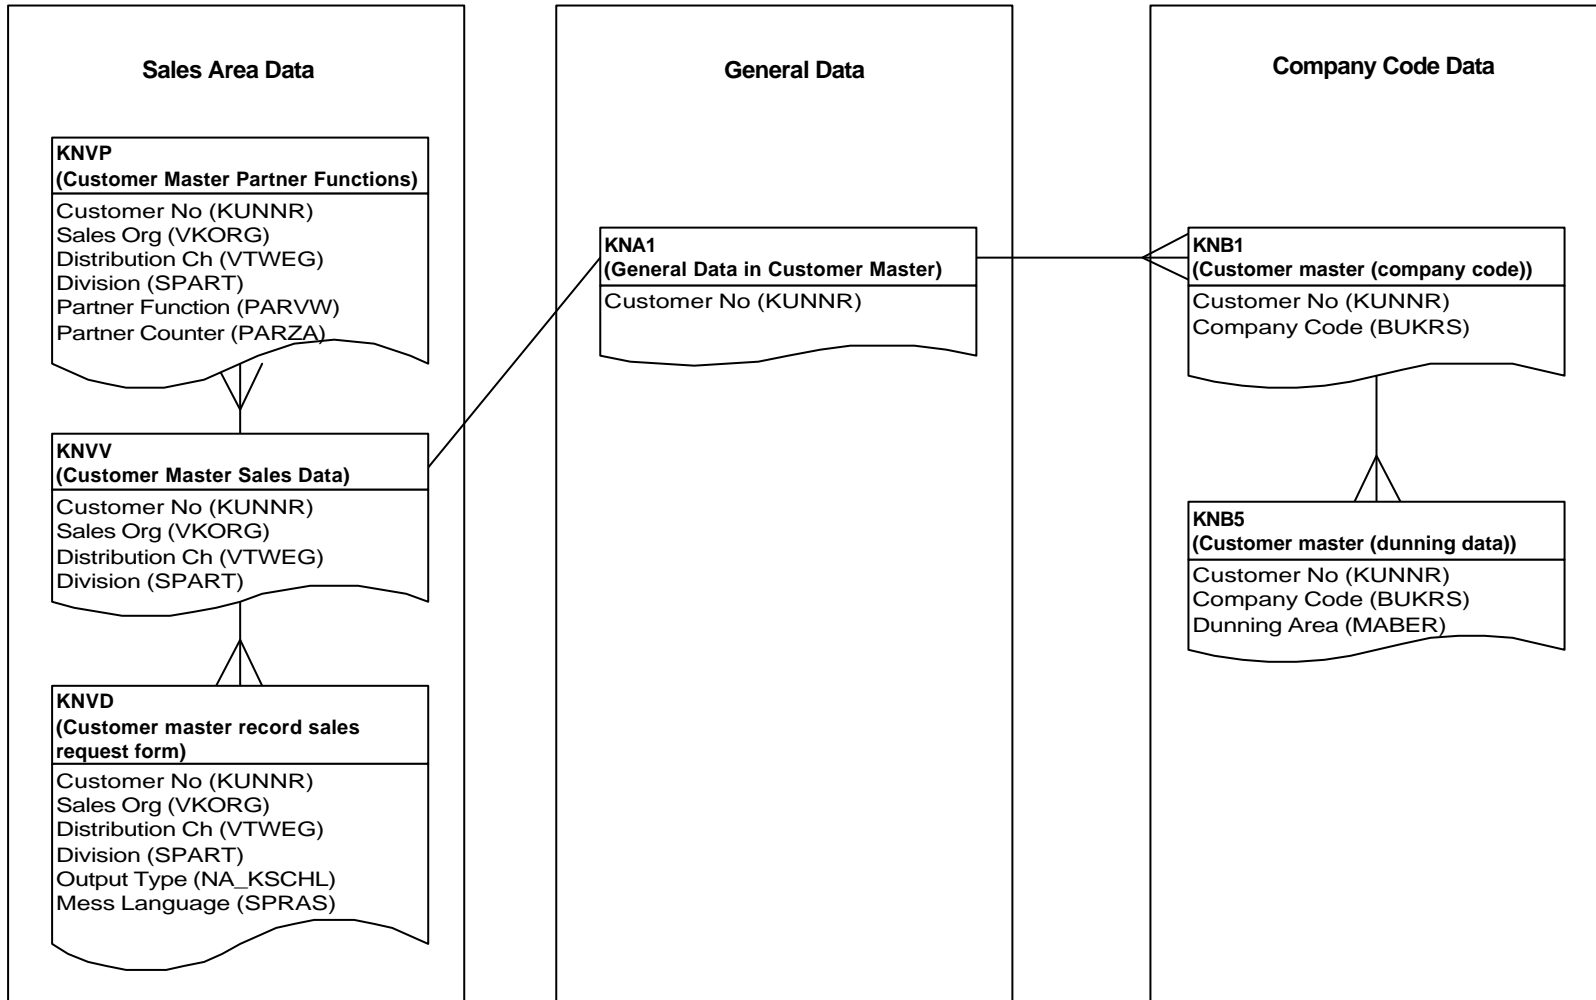 Sales Area Data
KNVP
(Customer Master Partner Functions)
Customer No (KUNNR)
Sales Org (VKORG)
Distribution Ch (VTWEG)
Division (SPART)
Partner Function (PARVW)
Partner Counter (PARZA)
KNVV
(Customer Master Sales Data)
Customer No (KUNNR)
Sales Org (VKORG)
Distribution Ch (VTWEG)
Division (SPART)
KNVD
(Customer master record sales
request form)
Customer No (KUNNR)
Sales Org (VKORG)
Distribution Ch (VTWEG)
Division (SPART)
Output Type (NA_KSCHL)
Mess Language (SPRAS)
General Data
KNA1
(General Data in Customer Master)
Customer No (KUNNR)
Company Code Data
KNB1
(Customer master (company code))
Customer No (KUNNR)
Company Code (BUKRS)
KNB5
(Customer master (dunning data))
Customer No (KUNNR)
Company Code (BUKRS)
Dunning Area (MABER)